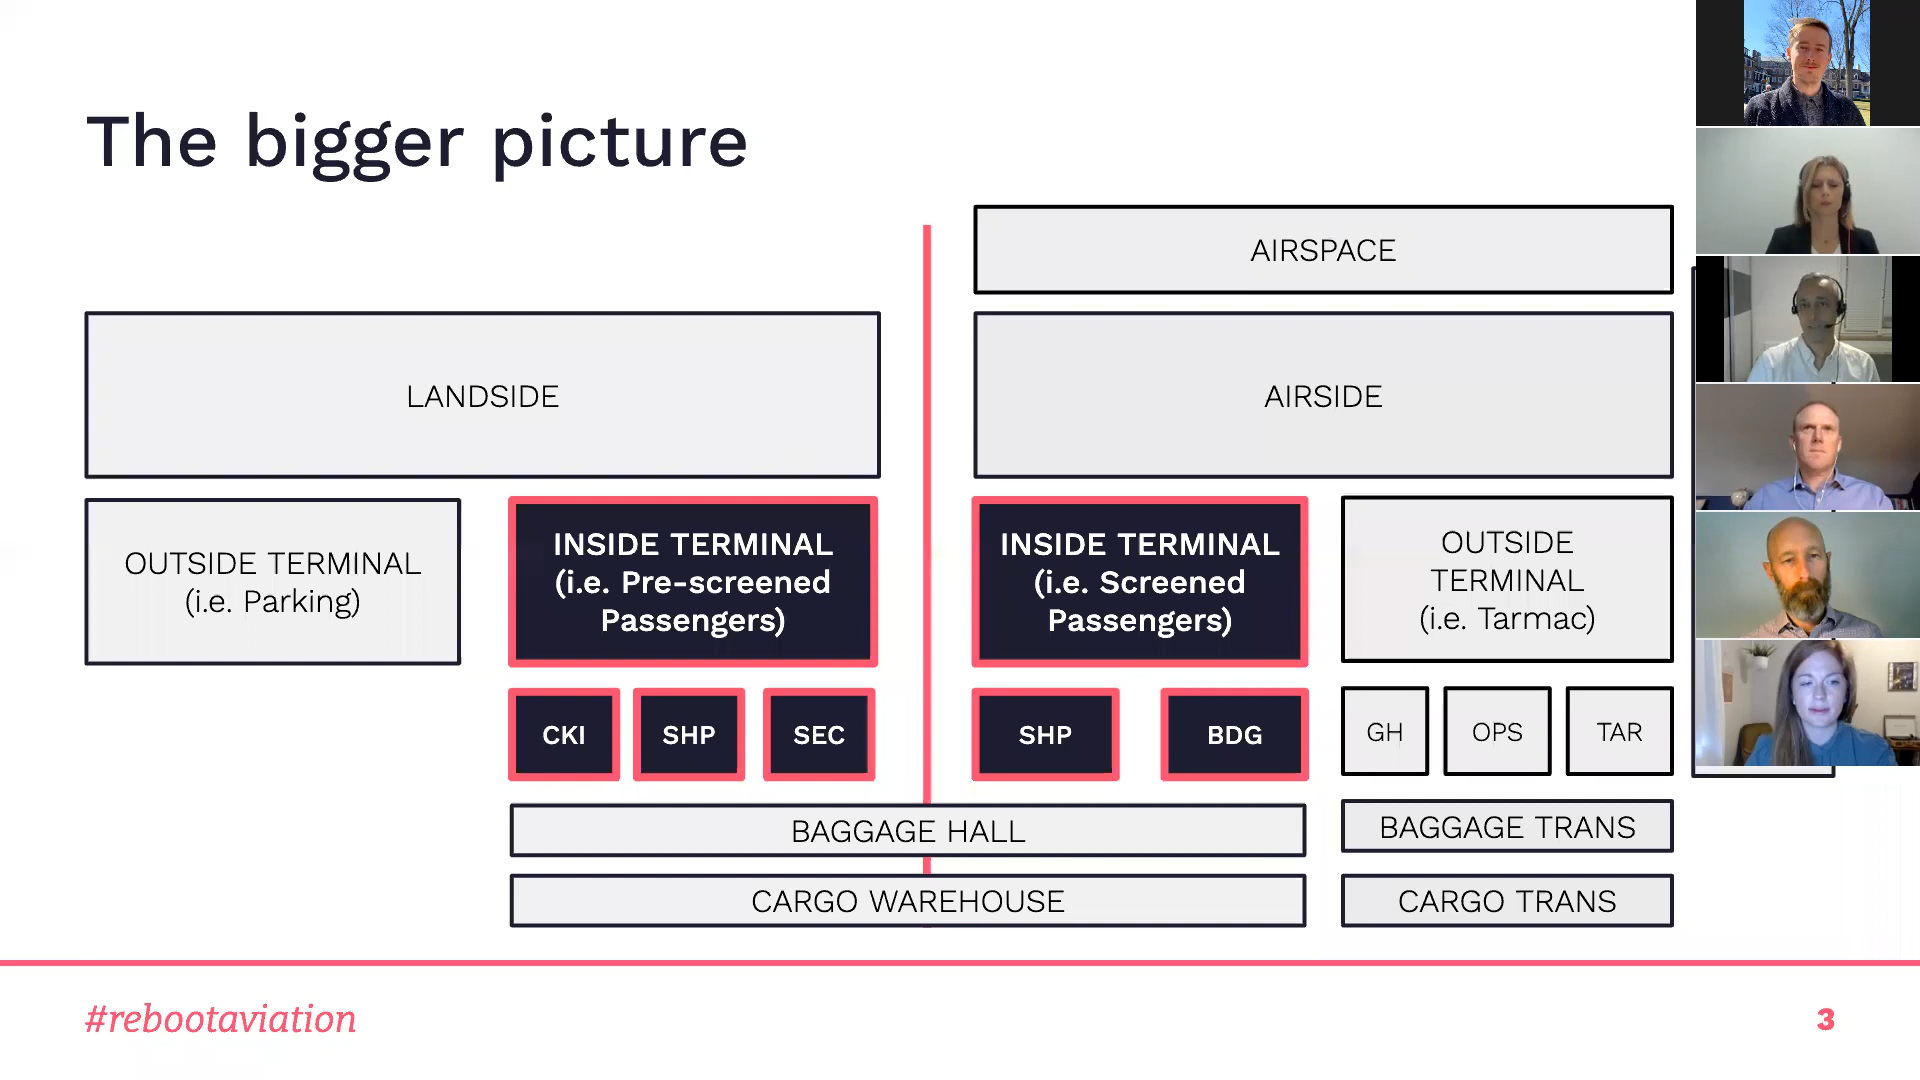 The bigger picture
AIRSPACE
LANDSIDE
AIRSIDE
OUTSIDE TERMINAL
(i.e. Parking)
INSIDE TERMINAL
(i.e. Pre-screened
Passengers)
INSIDE TERMINAL
(i.e. Screened
Passengers)
OUTSIDE
TERMINAL
(i.e. Tarmac)
CKI
SHP
SEC
SHP
BDG
GH
OPS
TAR
BAGGAGE HALL
BAGGAGE TRANS
CARGO WAREHOUSE
CARGO TRANS
#rebootaviation
3